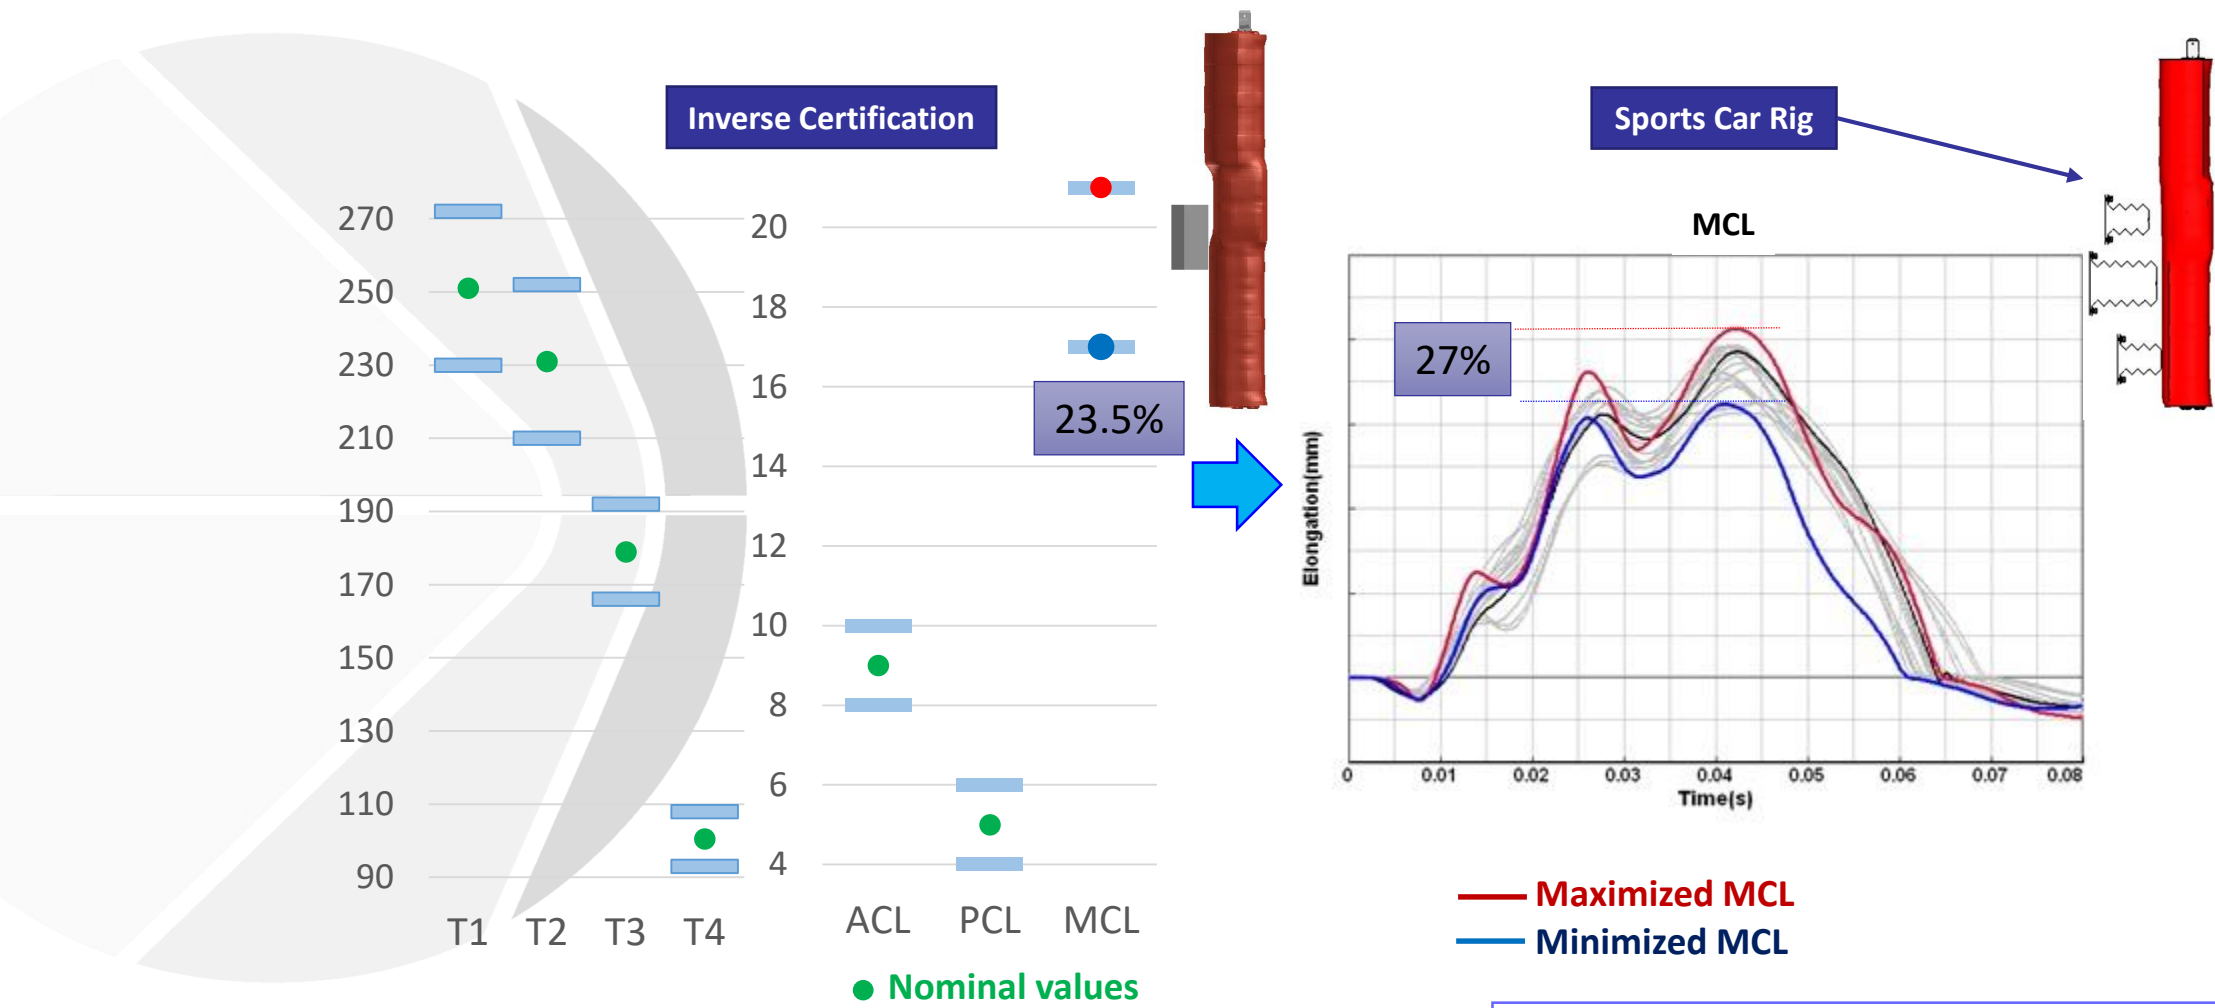 Inverse Certification
Sports Car Rig
270
250
230
210
190
170
150
130
110
90
T1 T2 T3 T4
20
18
16
14
12
10
8
6
4
ACL PCL MCL
23.5%
Nominal values
MCL
27%
Elongation(mm)
0 0.01 0.02 0.03 0.04 0.05 0.06 0.07 0.08
Time(s)
Maximized MCL
Minimized MCL